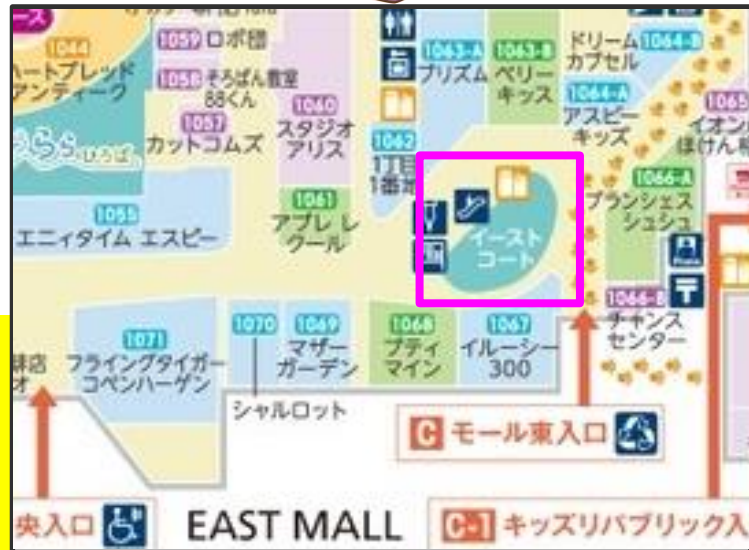 1044
ハートブレッド
アンティーク
1059 ロボ団
1058 そろばん教室
88くん
1057
カットコムズ
1060
スタジオ
アリス
1061
アプレ レ
クール
1055
エニィタイム エスピー
1062
1丁目
1番地
1063-A
プリズム
1063-B
ベリー
キッス
ドリーム 1064-B
カプセル
1064-A
アスビー
キッズ
1065
イオン
ほけん
1066-A
ブランシェス
シュシュ
イースト
コート
1066-B
チャンス
センター
1071
フライングタイガー
コペンハーゲン
1070
シャルロット
1069
マザー
ガーデン
1068
プティ
マイン
1067
イルーシー
300
C モール東入口
央入口
EAST MALL
C-1 キッズリパブリック入